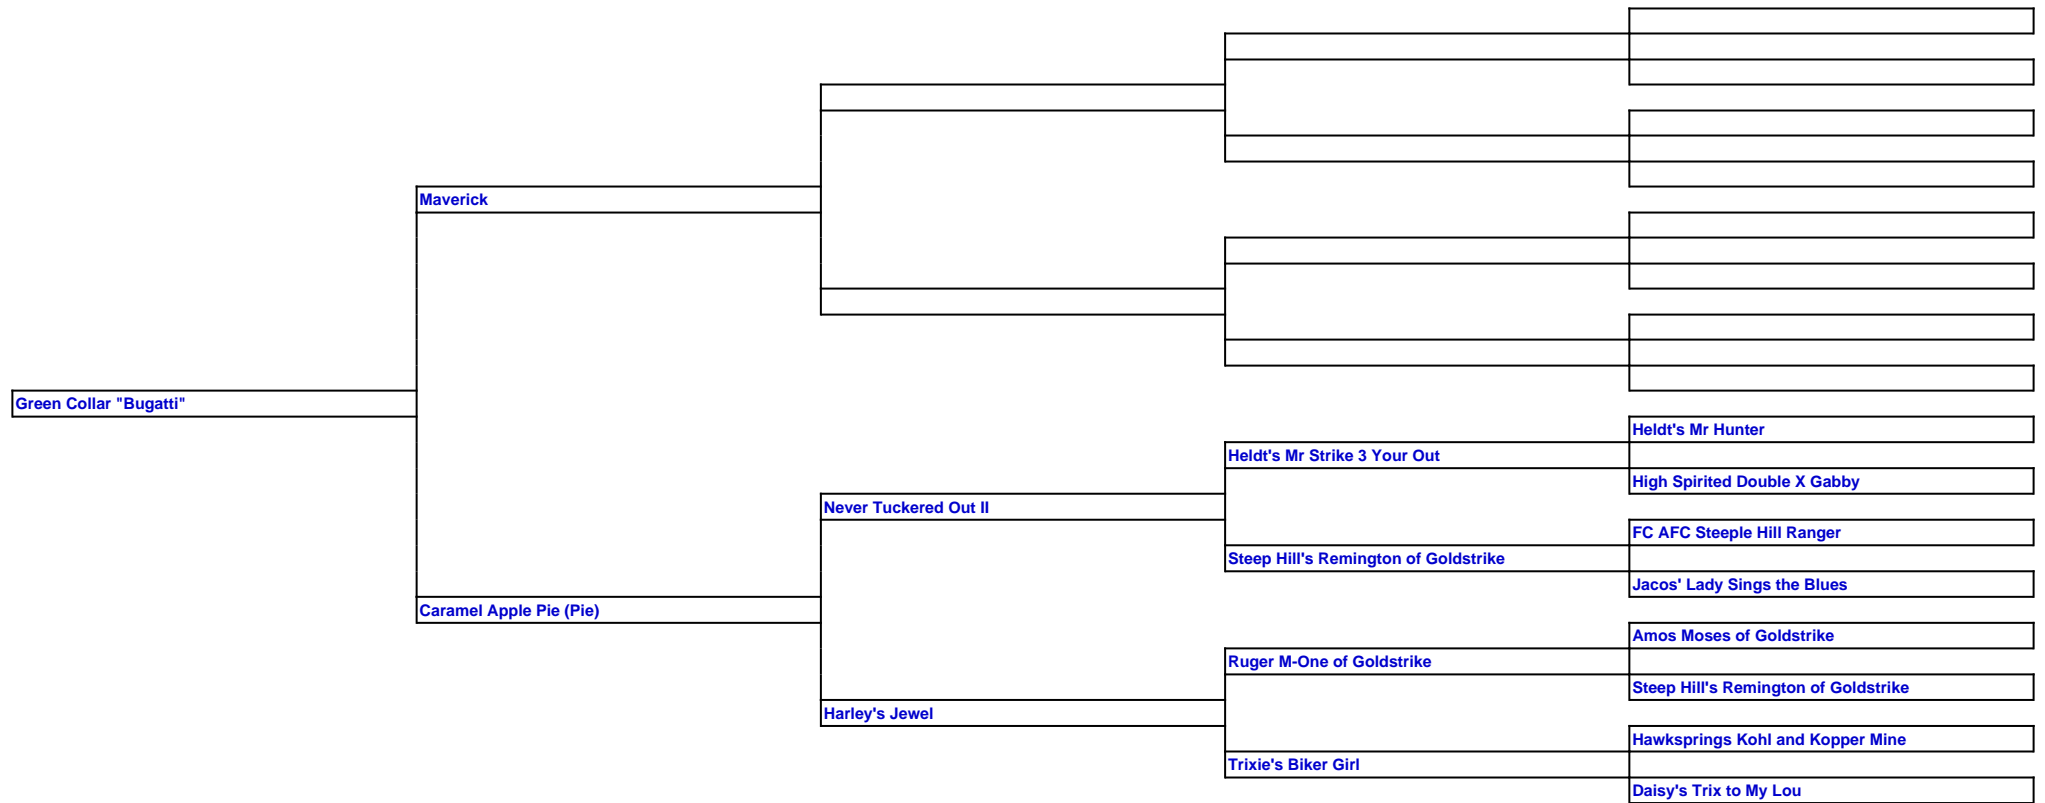 Maverick
Green Collar "Bugatti"
Heldt's Mr Hunter
Heldt's Mr Strike 3 Your Out
High Spirited Double X Gabby
Never Tuckered Out II
FC AFC Steeple Hill Ranger
Steep Hill's Remington of Goldstrike
Jacos' Lady Sings the Blues
Caramel Apple Pie (Pie)
Amos Moses of Goldstrike
Ruger M-One of Goldstrike
Steep Hill's Remington of Goldstrike
Harley's Jewel
Hawksprings Kohl and Kopper Mine
Trixie's Biker Girl
Daisy's Trix to My Lou